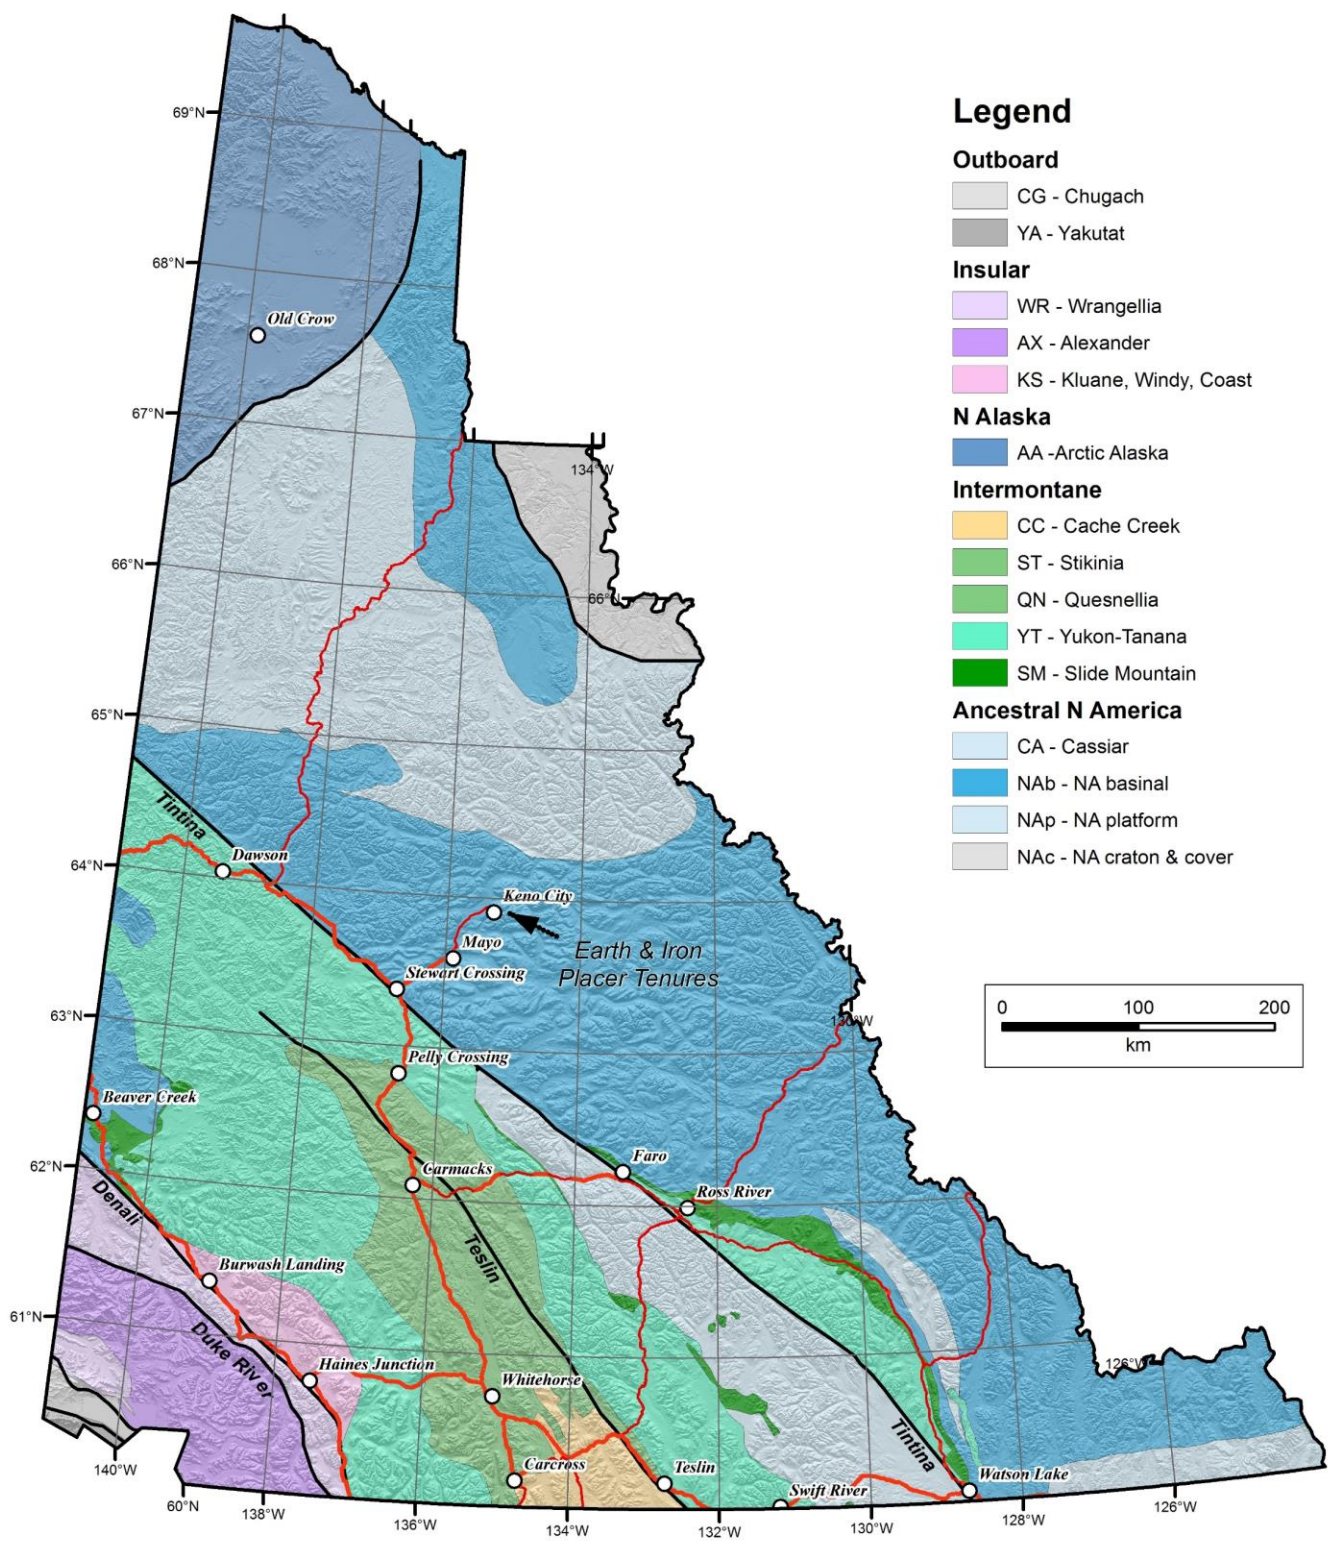 Legend
Outboard
CG - Chugach
YA - Yakutat
Insular
WR - Wrangellia
AX - Alexander
KS - Kluane, Windy, Coast
N Alaska
AA -Arctic Alaska
Intermontane
CC - Cache Creek
ST - Stikinia
QN - Quesnellia
YT - Yukon-Tanana
SM - Slide Mountain
Ancestral N America
CA - Cassiar
NAb - NA basinal
NAp - NA platform
NAc - NA craton & cover
0 100 200
km
69°N
68°N
Old Crow
67°N
134°W
66°N
66°N
65°N
Tintina
64°N
Dawson
Keno City
Mayo
Earth & Iron
Placer Tenures
Stewart Crossing
63°N
130°W
Pelly Crossing
Beaver Creek
62°N
Faro
Carmacks
Ross River
Denali
Teslin
Burwash Landing
61°N
Duke River
Haines Junction
126°W
Whitehorse
Tintina
Carcross
Teslin
Swift River
Watson Lake
140°W
60°N
138°W
136°W
134°W
132°W
130°W
128°W
126°W